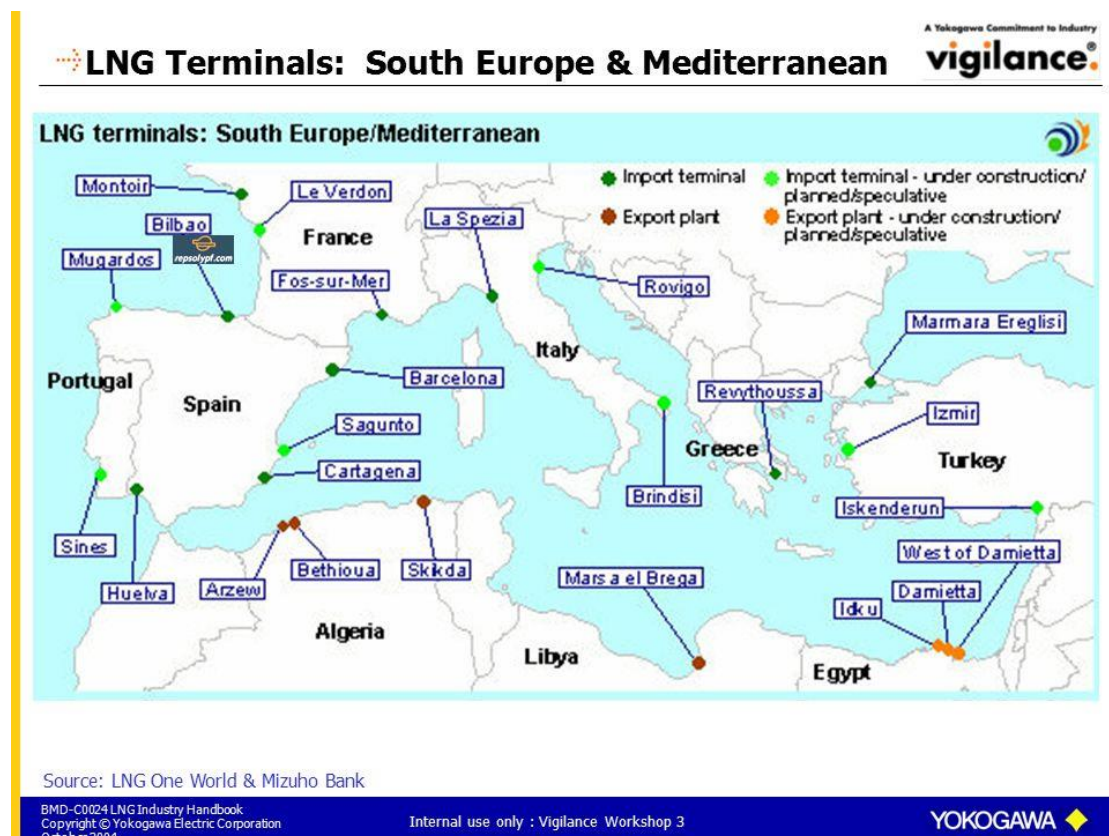 A Yokogawa Commitment to Industry
vigilance®
LNG Terminals: South Europe & Mediterranean
LNG terminals: South Europe/Mediterranean
Import terminal
Import terminal - under construction/
planned/speculative
Export plant
Export plant - under construction/
planned/speculative
Montoir
Le Verdon
La Spezia
Bilbao
France
repsolypf.com
Mugardos
Fos-sur-Mer
Rovigo
Marmara Ereglisi
Italy
Portugal
Barcelona
Spain
Revythoussa
Izmir
Sagunto
Greece
Turkey
Cartagena
Brindisi
Iskenderun
Sines
West of Damietta
Bethioua
Skikda
Marsa el Brega
Huelva
Arzew
Damietta
Idku
Algeria
Libya
Egypt
Source: LNG One World & Mizuho Bank
BMD-C0024 LNG Industry Handbook
Copyright © Yokogawa Electric Corporation
October 2004
Internal use only : Vigilance Workshop 3
YOKOGAWA